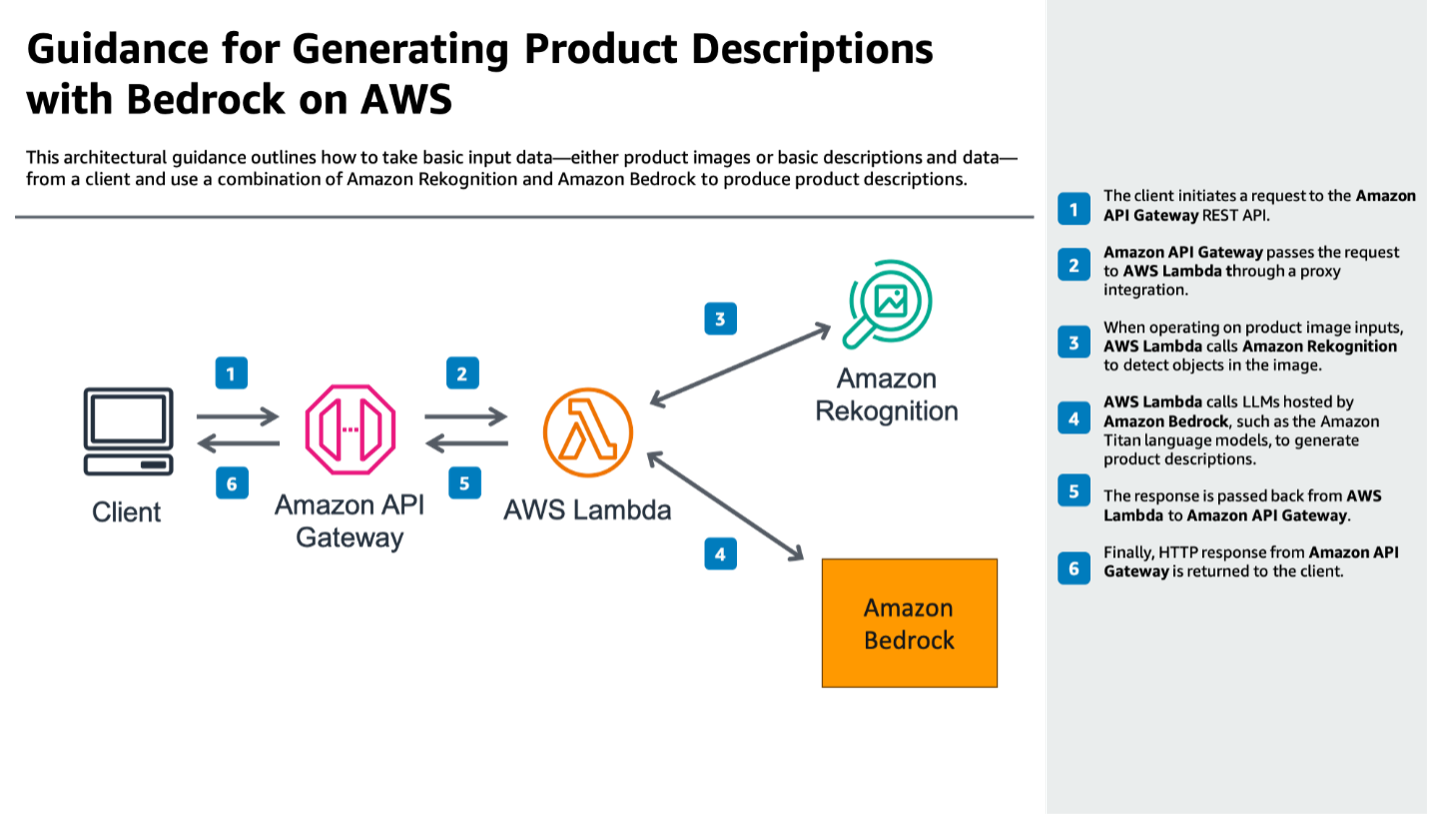 Guidance for Generating Product Descriptions
with Bedrock on AWS
This architectural guidance outlines how to take basic input data—either product images or basic descriptions and data—
from a client and use a combination of Amazon Rekognition and Amazon Bedrock to produce product descriptions.
1
2
3
4
5
6
Client
Amazon API
Gateway
AWS Lambda
Amazon
Rekognition
Amazon
Bedrock
1
The client initiates a request to the Amazon
API Gateway REST API.
2
Amazon API Gateway passes the request
to AWS Lambda through a proxy
integration.
3
When operating on product image inputs,
AWS Lambda calls Amazon Rekognition
to detect objects in the image.
4
AWS Lambda calls LLMs hosted by
Amazon Bedrock, such as the Amazon
Titan language models, to generate
product descriptions.
5
The response is passed back from AWS
Lambda to Amazon API Gateway.
6
Finally, HTTP response from Amazon API
Gateway is returned to the client.